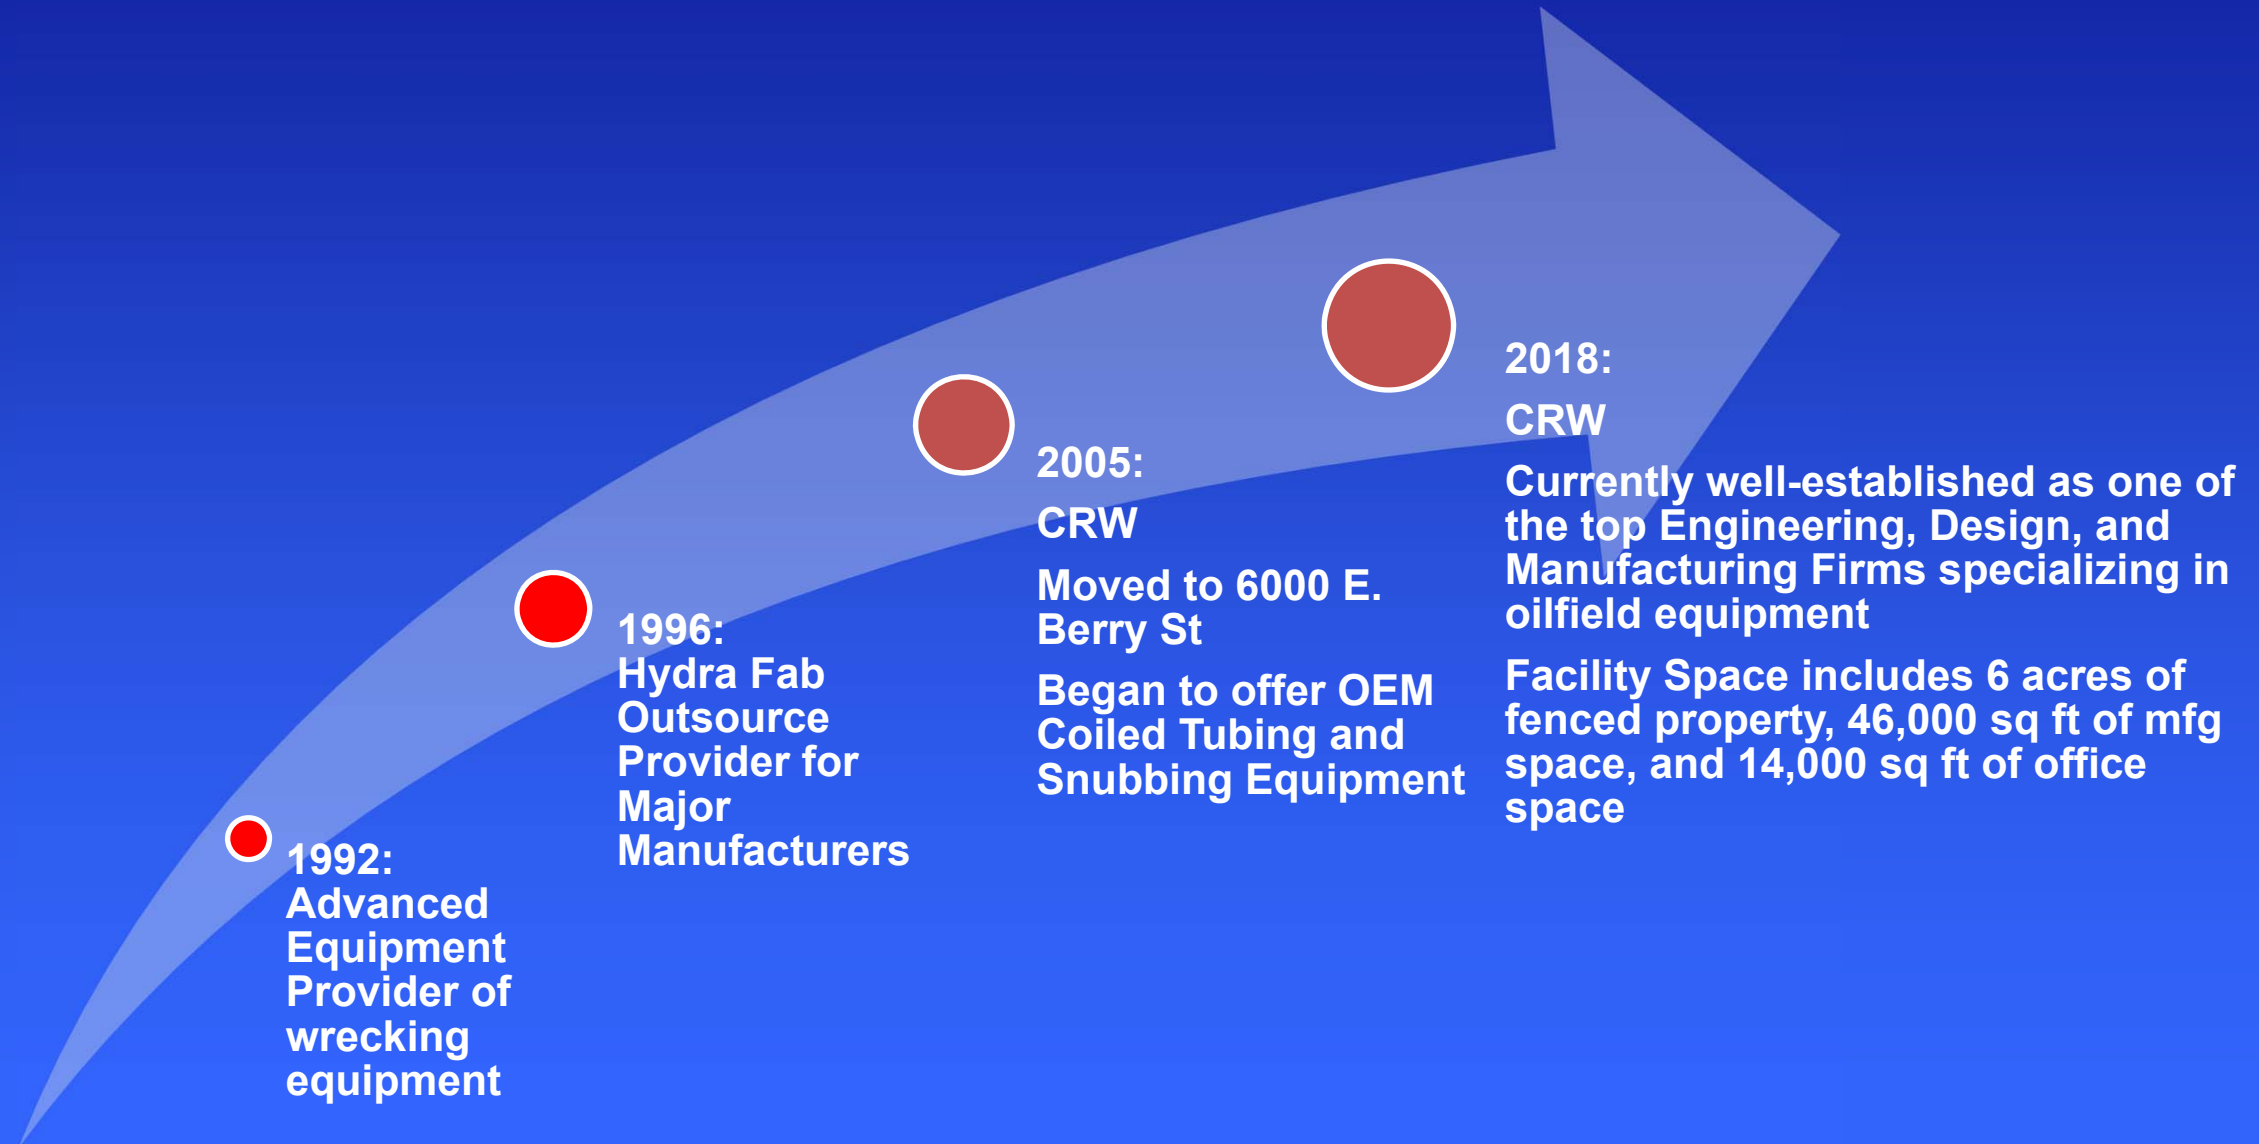 1992:
Advanced
Equipment
Provider of
wrecking
equipment
1996:
Hydra Fab
Outsource
Provider for
Major
Manufacturers
2005:
CRW
Moved to 6000 E.
Berry St
Began to offer OEM
Coiled Tubing and
Snubbing Equipment
2018:
CRW
Currently well-established as one of
the top Engineering, Design, and
Manufacturing Firms specializing in
oilfield equipment
Facility Space includes 6 acres of
fenced property, 46,000 sq ft of mfg
space, and 14,000 sq ft of office
space